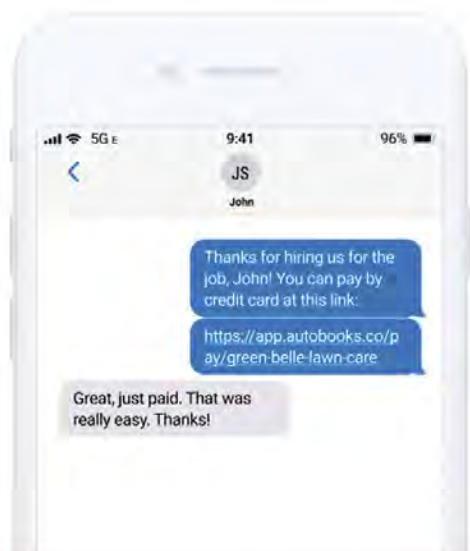 5G E 9:41 96%
JS
John
Thanks for hiring us for the
job, John! You can pay by
credit card at this link:
https://app.autobooks.co/p
ay/green-belle-lawn-care
Great, just paid. That was
really easy. Thanks!